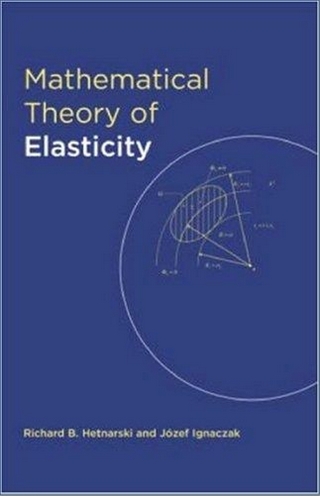 Mathematical
Theory of
Elasticity
Richard B. Hetnarski and Józef Ignaczak